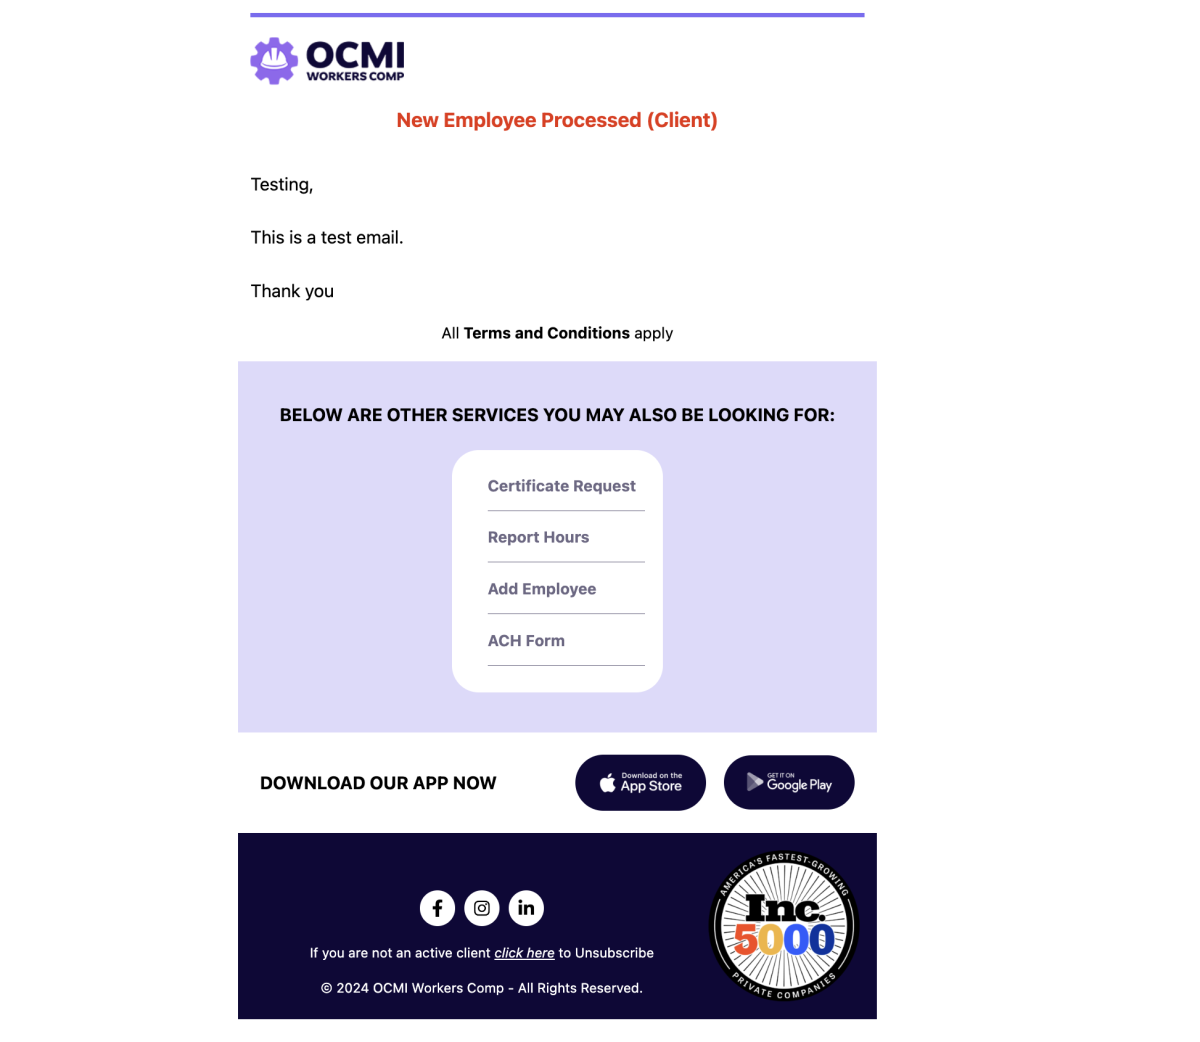 OCMI
WORKERS COMP
New Employee Processed (Client)
Testing,
This is a test email.
Thank you
All Terms and Conditions apply
BELOW ARE OTHER SERVICES YOU MAY ALSO BE LOOKING FOR:
Certificate Request
Report Hours
Add Employee
ACH Form
DOWNLOAD OUR APP NOW
Download on the
App Store
GET IT ON
Google Play
If you are not an active client click here to Unsubscribe
© 2024 OCMI Workers Comp - All Rights Reserved.
AMERICA'S FASTEST-GROWING
Inc.
5000
PRIVATE COMPANIES